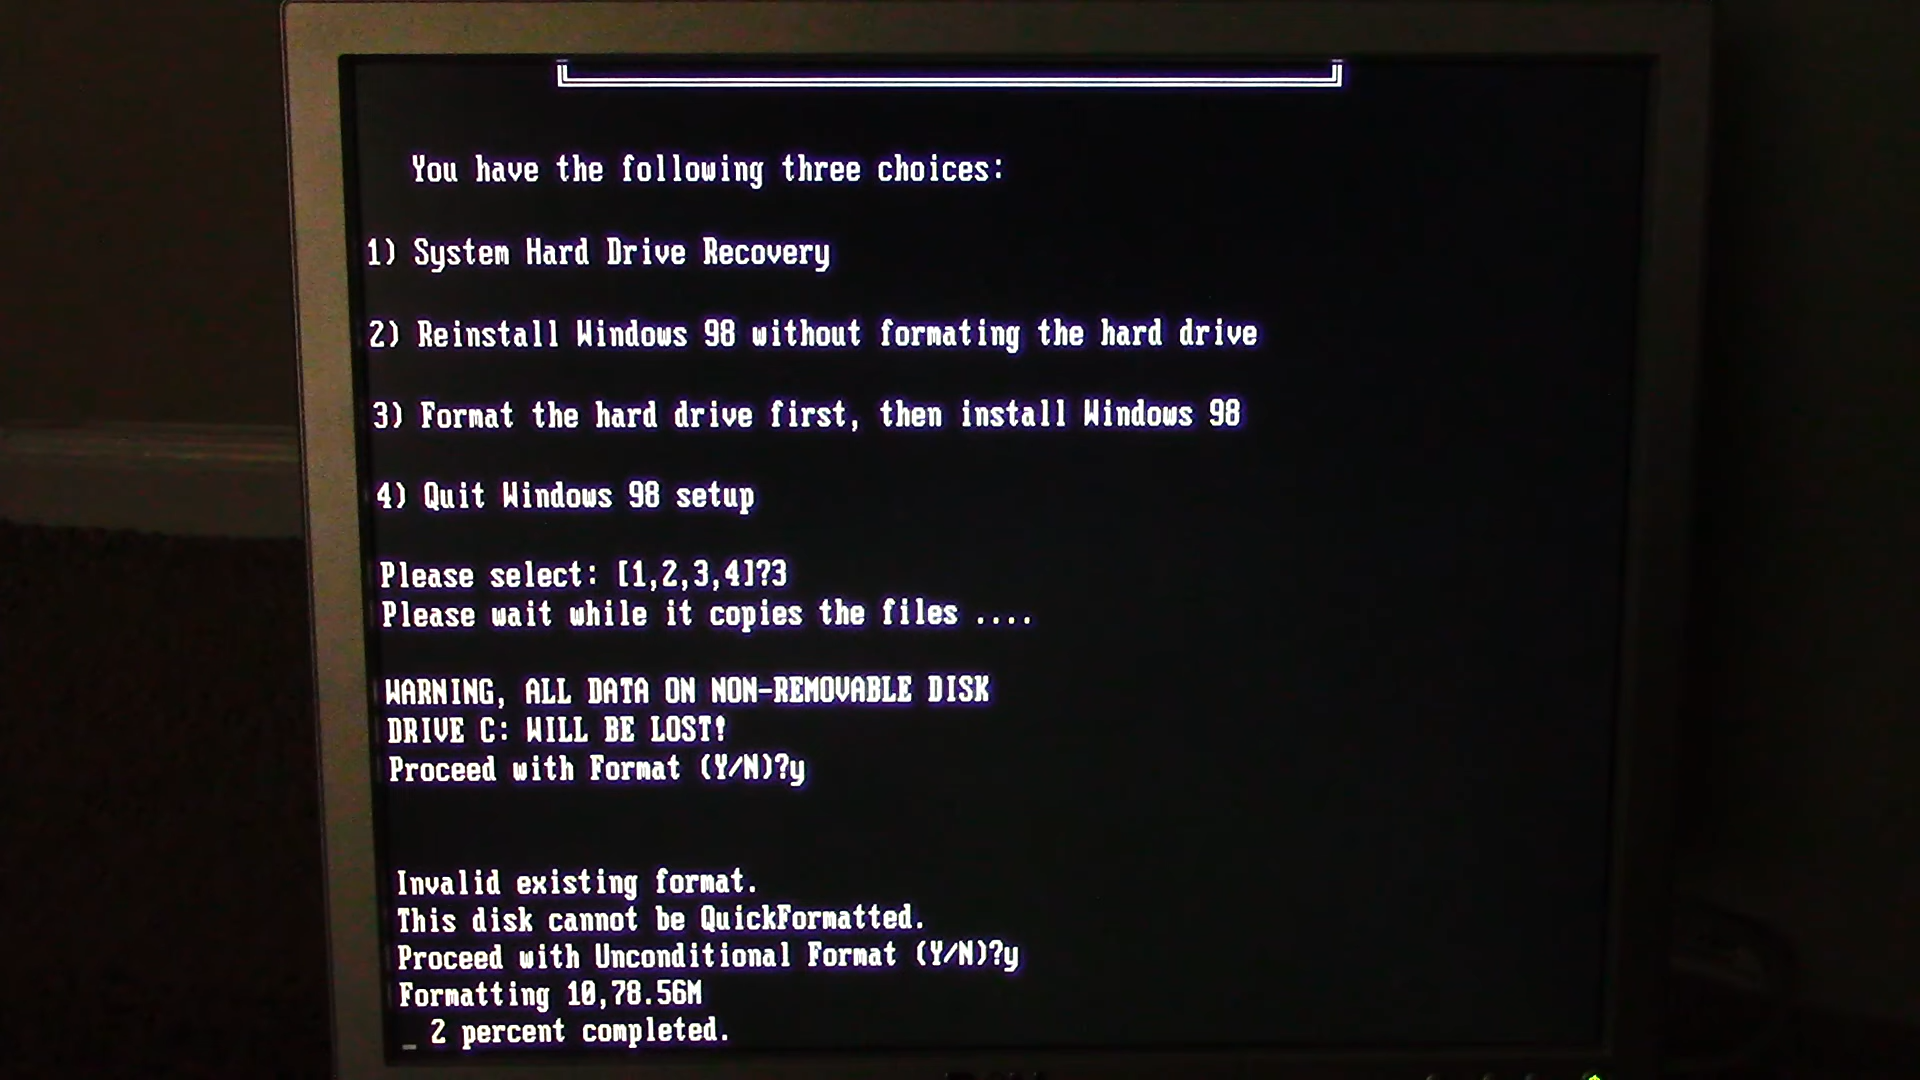 You have the following three choices:
1) System Hard Drive Recovery
2) Reinstall Windows 98 without formating the hard drive
3) Format the hard drive first, then install Windows 98
4) Quit Windows 98 setup
Please select: [1,2,3,4]?3
Please wait while it copies the files ....
WARNING, ALL DATA ON NON-REMOVABLE DISK
DRIVE C: WILL BE LOST!
Proceed with Format (Y/N)?y
Invalid existing format.
This disk cannot be QuickFormatted.
Proceed with Unconditional Format (Y/N)?y
Formatting 10,78.56M
2 percent completed.